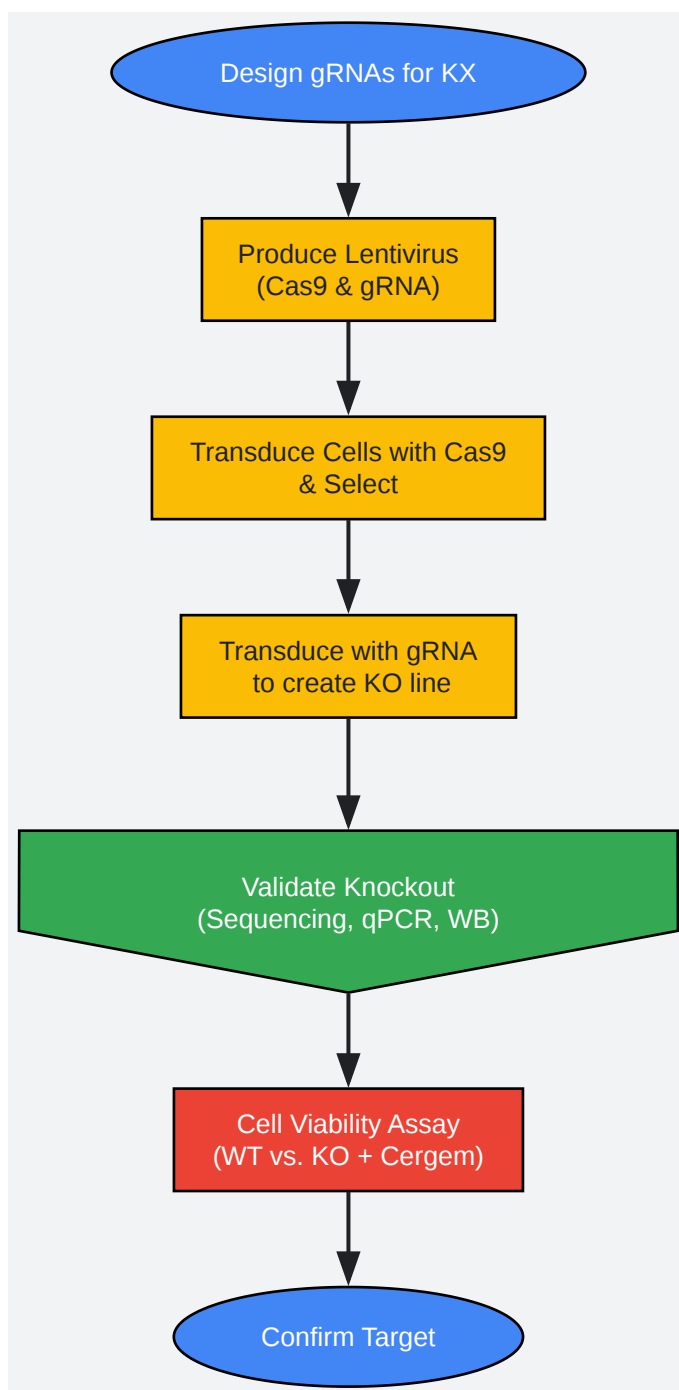 Design gRNAs for KX
Produce Lentivirus
(Cas9 & gRNA)
Transduce Cells with Cas9
& Select
Transduce with gRNA
to create KO line
Validate Knockout
(Sequencing, qPCR, WB)
Cell Viability Assay
(WT vs. KO + Cergem)
Confirm Target